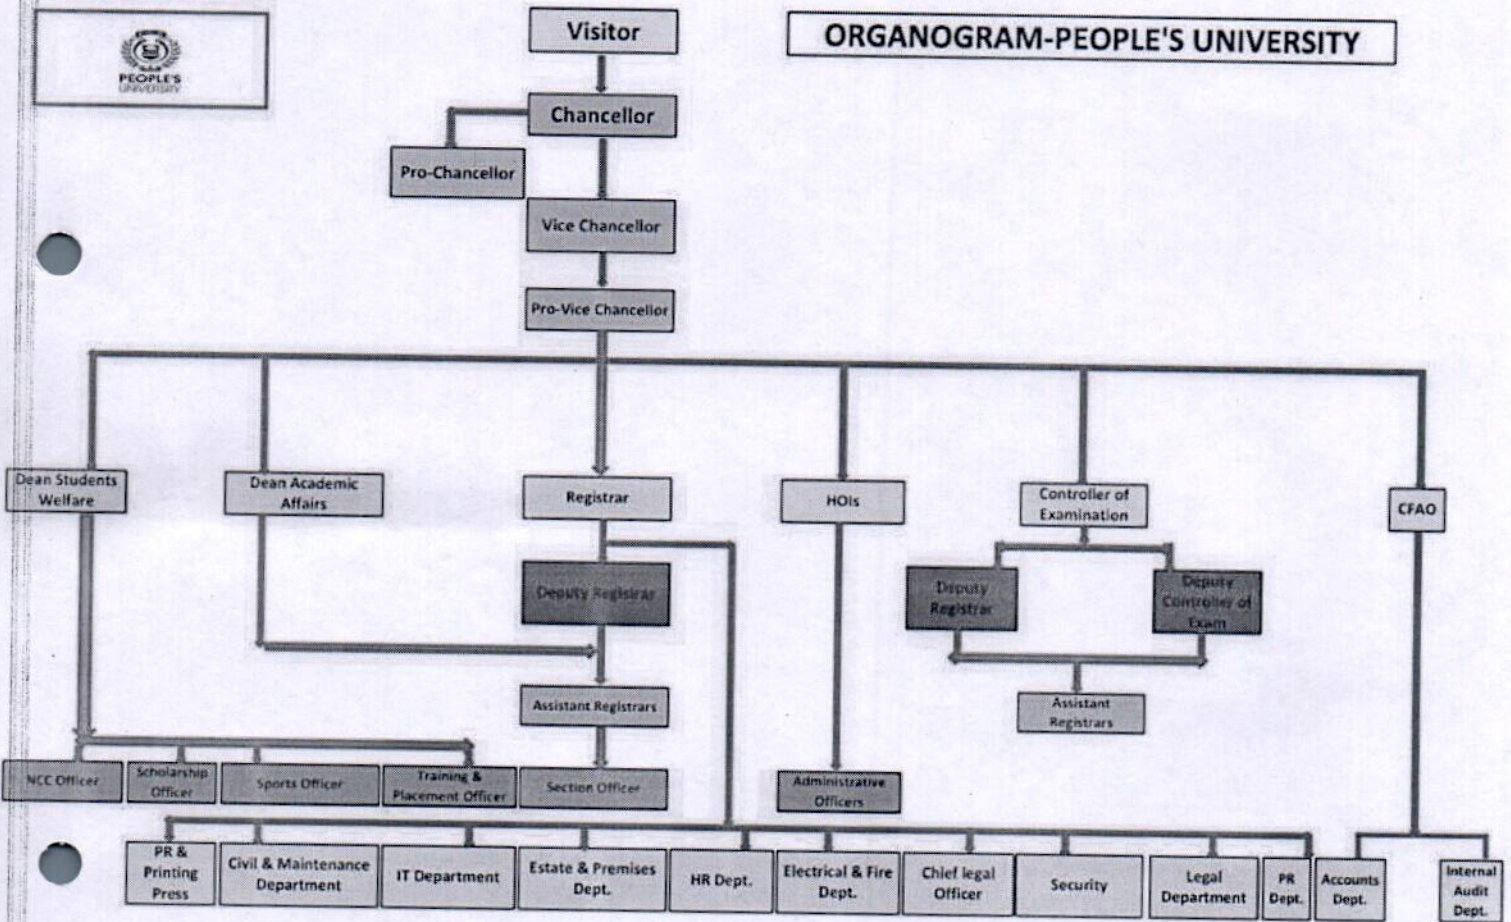 PEOPLE'S
UNIVERSITY
Visitor
ORGANOGRAM-PEOPLE'S UNIVERSITY
Chancellor
Pro-Chancellor
Vice Chancellor
Pro-Vice Chancellor
Dean Students
Welfare
Dean Academic
Affairs
Registrar
HOIs
Controller of
Examination
CFAO
Deputy Registrar
Deputy
Registrar
Deputy
Controller of
Exam
Assistant Registrars
Assistant
Registrars
NCC Officer
Scholarship
Officer
Sports Officer
Training &
Placement Officer
Section Officer
Administrative
Officers
PR &
Printing
Press
Civil & Maintenance
Department
IT Department
Estate & Premises
Dept.
HR Dept.
Electrical & Fire
Dept.
Chief legal
Officer
Security
Legal
Department
PR
Dept.
Accounts
Dept.
Internal
Audit
Dept.